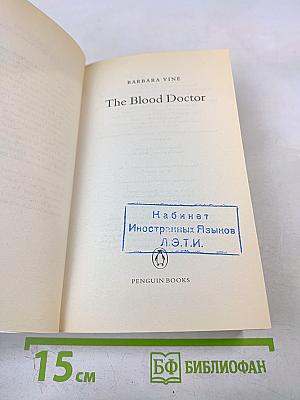 BARBARA VINE
The Blood Doctor
Кабинет
Иностранных Языков
Л.Э.Т.И.
PENGUIN BOOKS
15 см
БФ БИБЛИОФАН